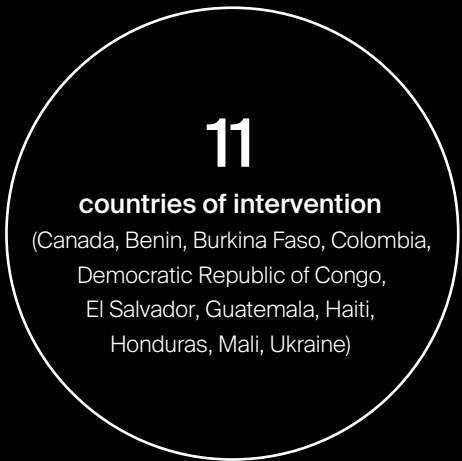 11
countries of intervention
(Canada, Benin, Burkina Faso, Colombia,
Democratic Republic of Congo,
El Salvador, Guatemala, Haiti,
Honduras, Mali, Ukraine)